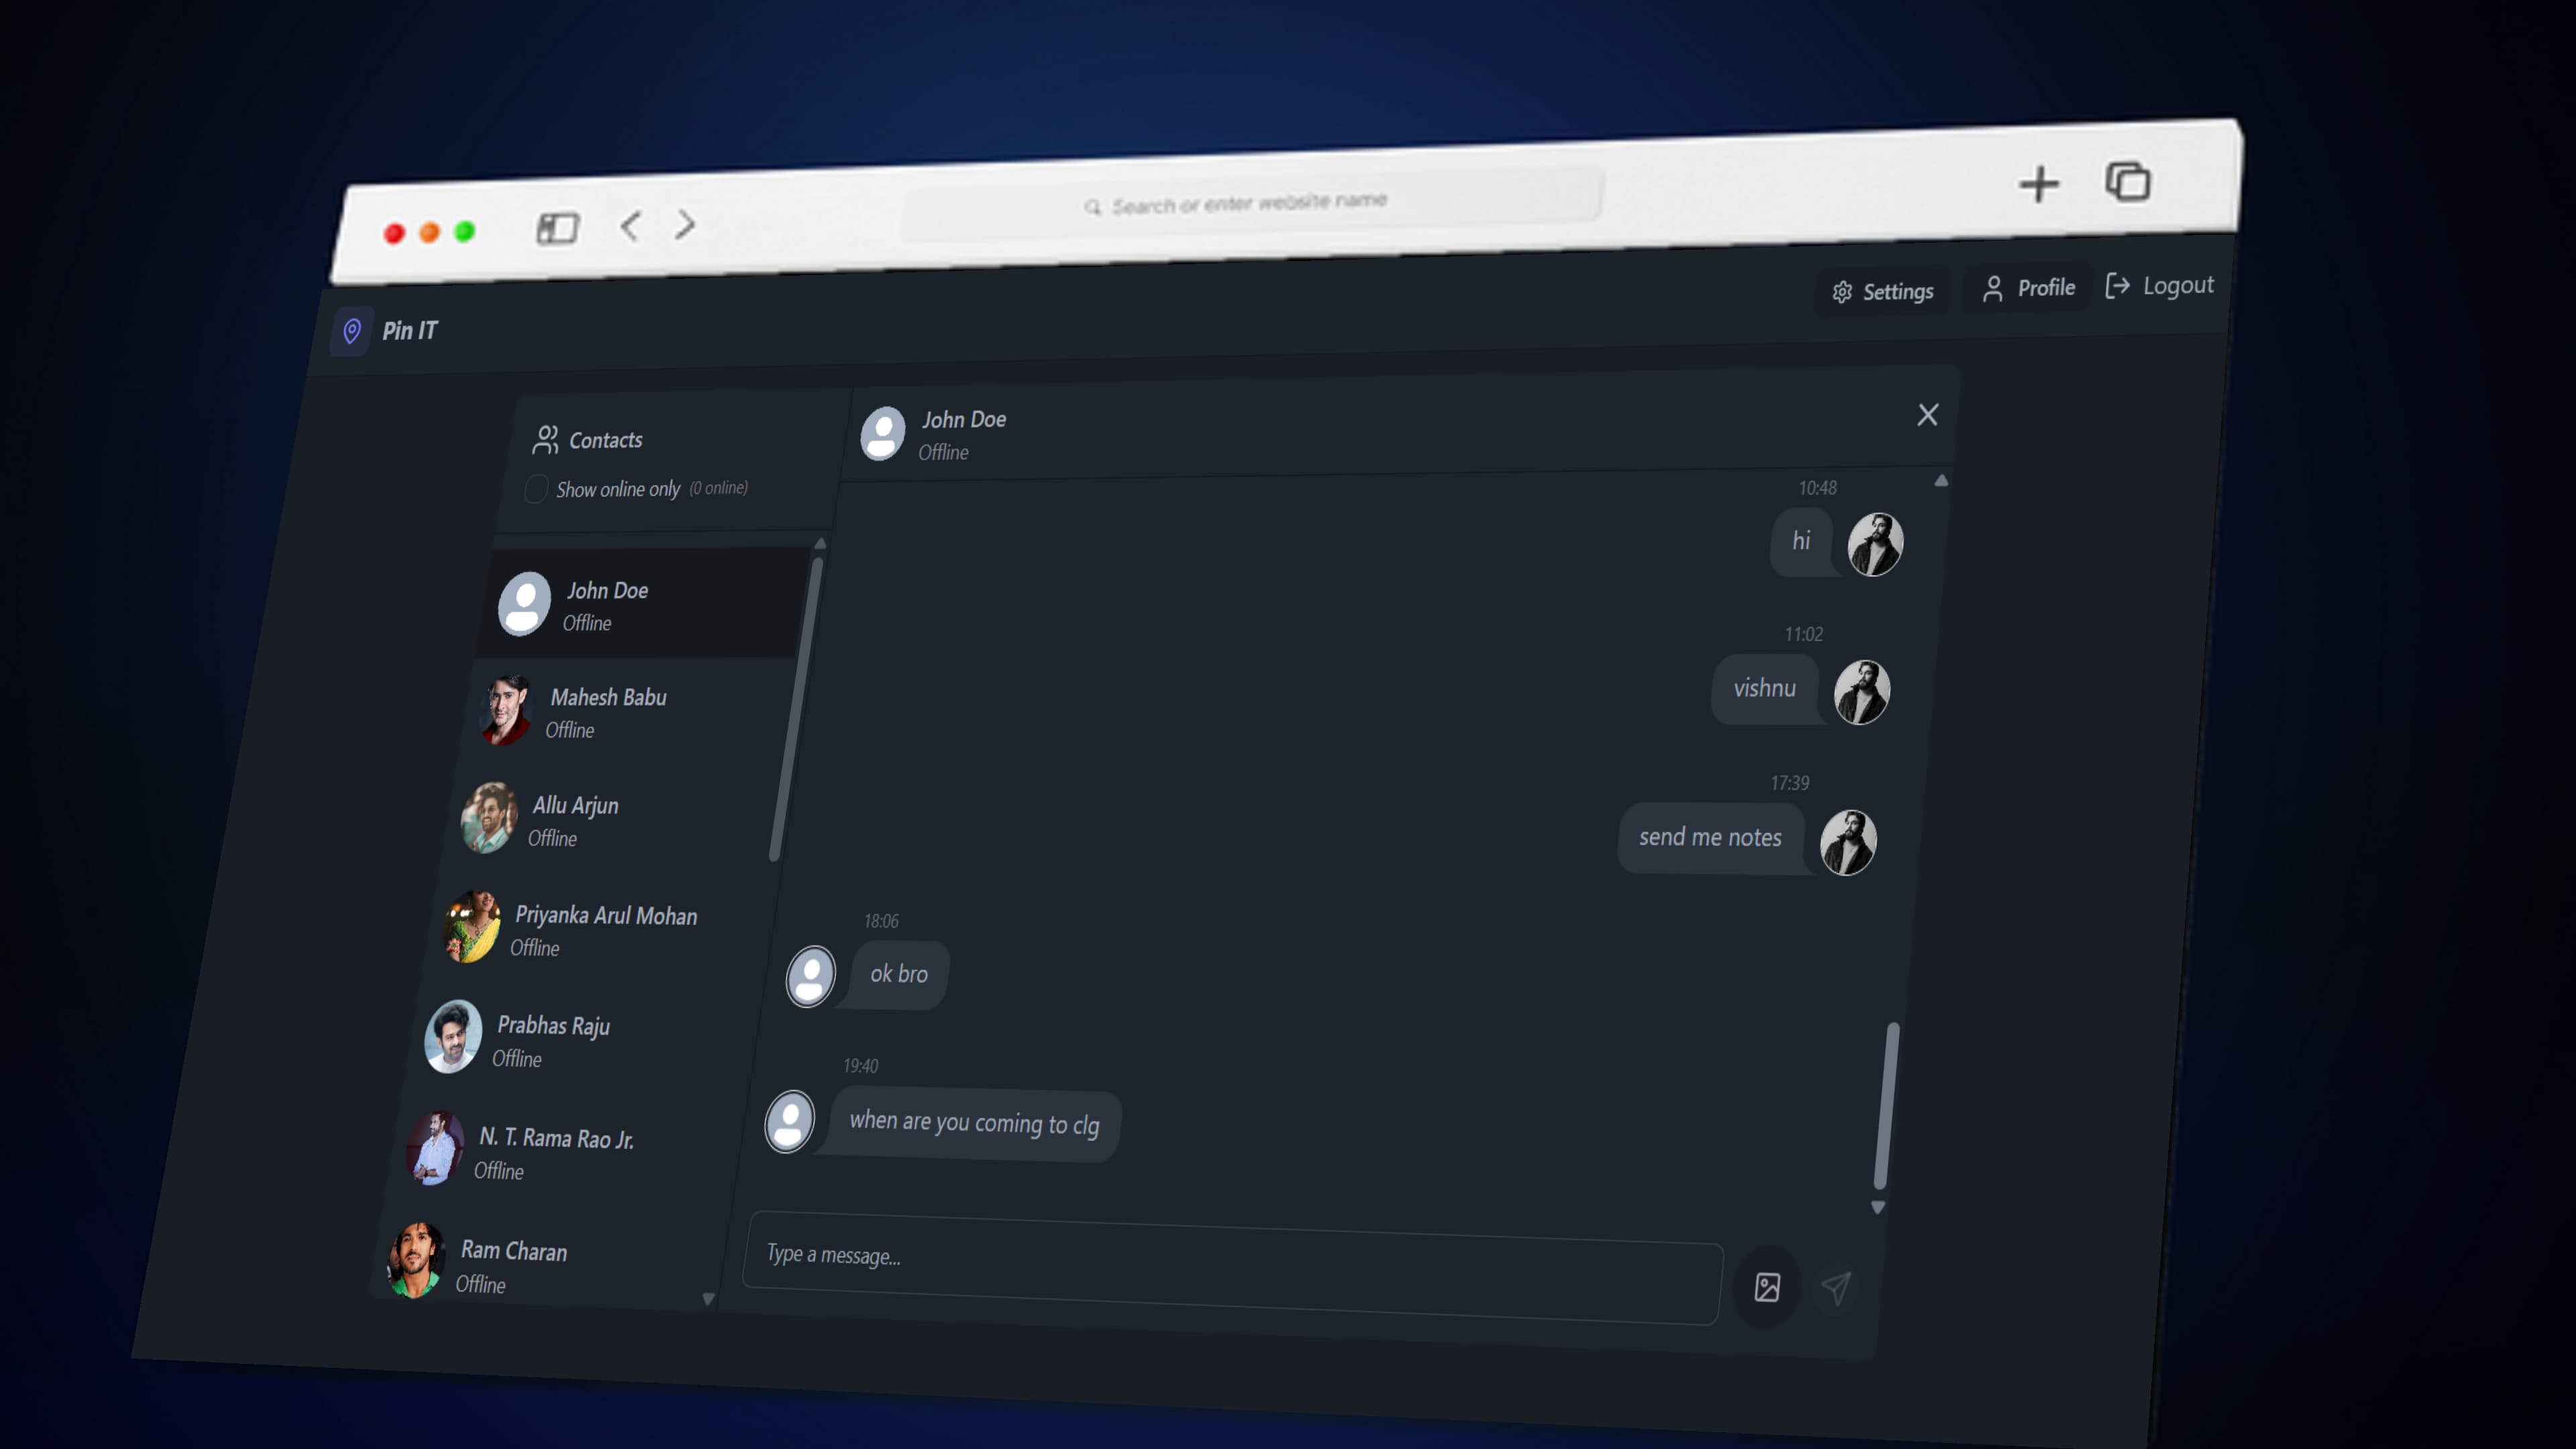 Search or enter website name
Pin IT
Settings
Profile
Logout
Contacts
Show online only (0 online)
John Doe
Offline
Mahesh Babu
Offline
Allu Arjun
Offline
Priyanka Arul Mohan
Offline
Prabhas Raju
Offline
N. T. Rama Rao Jr.
Offline
Ram Charan
Offline
John Doe
Offline
10:48
hi
11:02
vishnu
17:39
send me notes
18:06
ok bro
19:40
when are you coming to clg
Type a message...